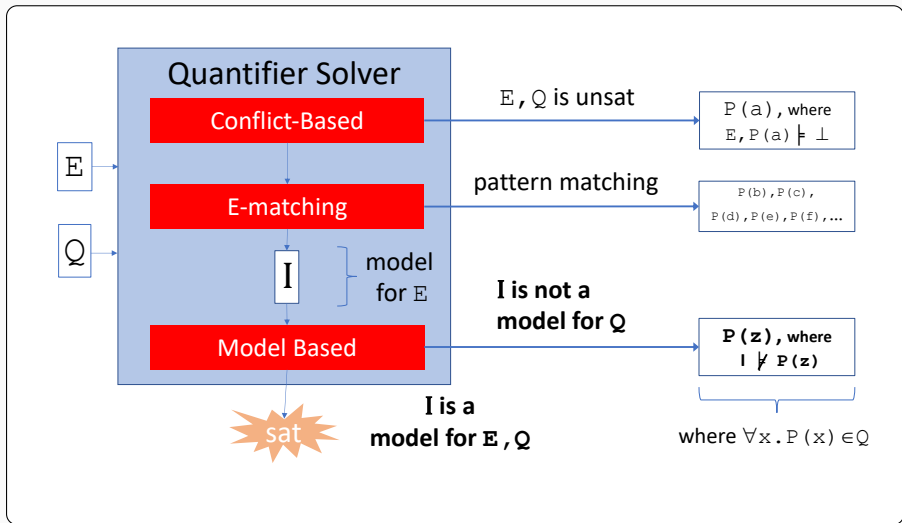 Quantifier Solver
Conflict-Based
E,Q is unsat
P(a), where
E,P(a) ⊨ ⊥
E
E-matching
pattern matching
P(b),P(c),
P(d),P(e),P(f),…
Q
I
model
for E
I is not a
model for Q
Model Based
P(z), where
I ⊭ P(z)
sat
I is a
model for E,Q
where ∀x.P(x)∈Q